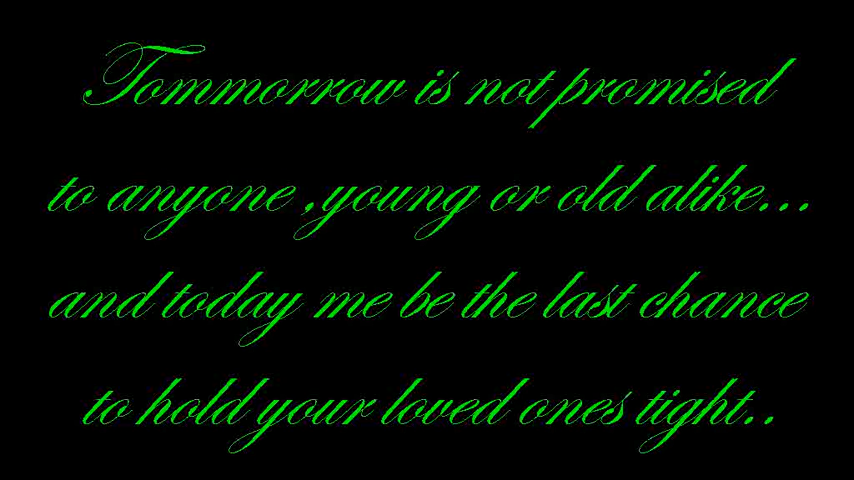 Tommorrow is not promised
to anyone ,young or old alike...
and today me be the last chance
to hold your loved ones tight..